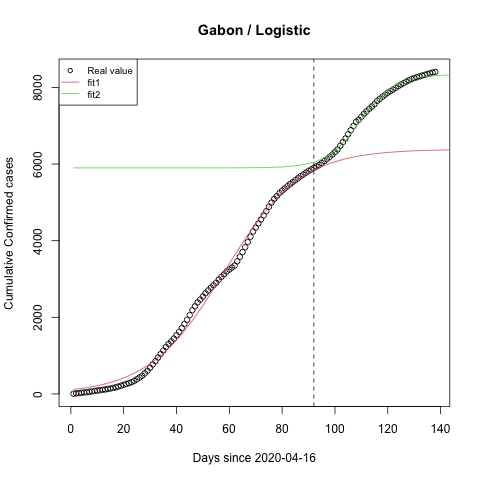 Gabon / Logistic
Real value
fit1
fit2
Cumulative Confirmed cases
8000
6000
4000
2000
0
0 20 40 60 80 100 120 140
Days since 2020-04-16